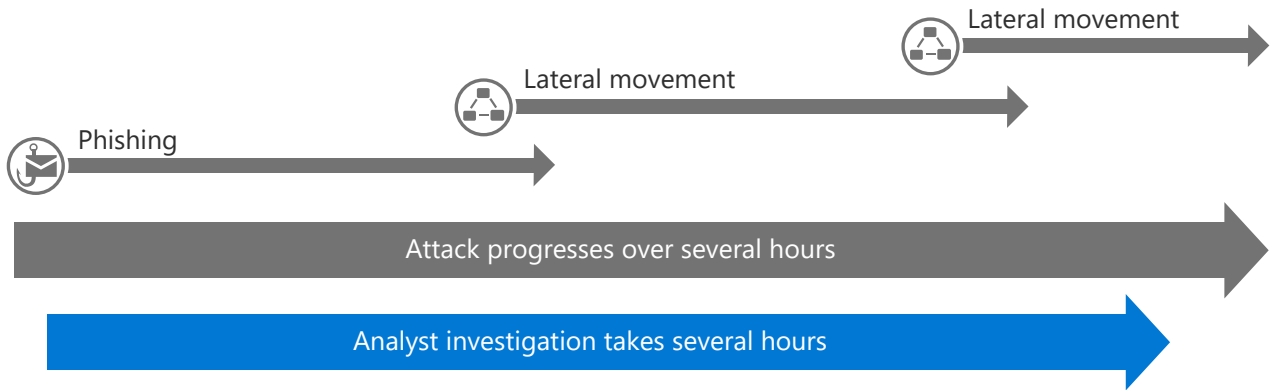 Lateral movement
Lateral movement
Phishing
Attack progresses over several hours
Analyst investigation takes several hours